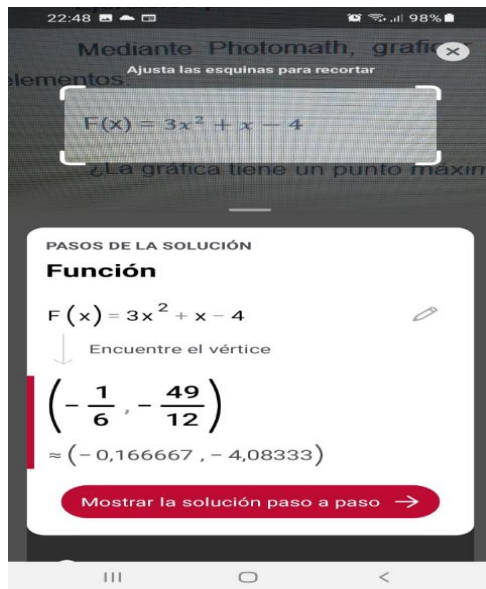 22:48 98%
Mediante Photomath, grafic
elementos:
Ajusta las esquinas para recortar
F(x) = 3x² + x − 4
¿La gráfica tiene un punto máxim
PASOS DE LA SOLUCIÓN
Función
F(x) = 3x² + x − 4
Encuentre el vértice
(−1/6, −49/12)
≈ (−0,166667, −4,08333)
Mostrar la solución paso a paso →